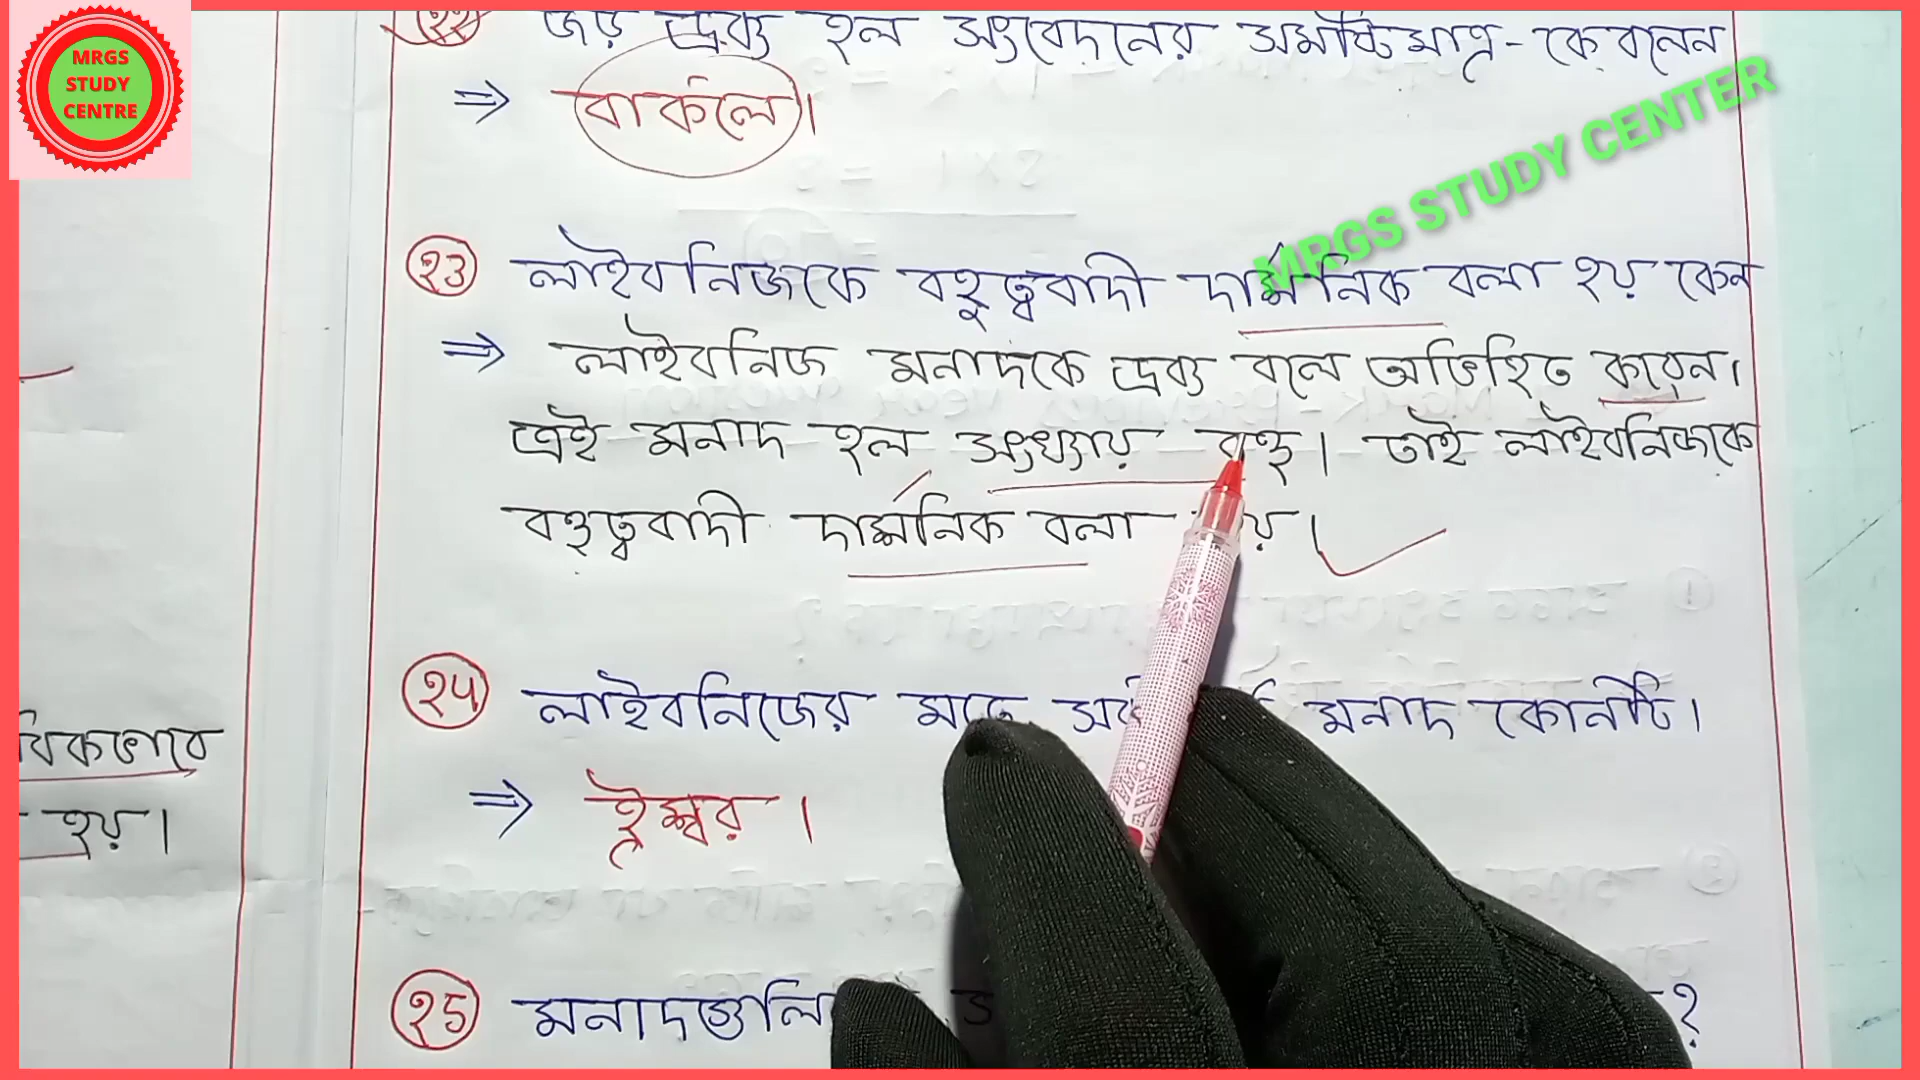 MRGS
STUDY
CENTRE
MRGS STUDY CENTER
২২ জড় দ্রব্য হল সংবেদনের সমষ্টিমাত্র - কে বলেন
⇒ বার্কলে।
২৩ লাইবনিজকে বহুত্ববাদী দার্শনিক বলা হয় কেন
⇒ লাইবনিজ মনাদকে দ্রব্য বলে অভিহিত করেন।
এই মনাদ হল সংখ্যায় বহু। তাই লাইবনিজকে
বহুত্ববাদী দার্শনিক বলা য়।
২৪ লাইবনিজের মতে মনাদ কোনটি।
⇒ ঈশ্বর।
২৫ মনাদগুলি
হয়।